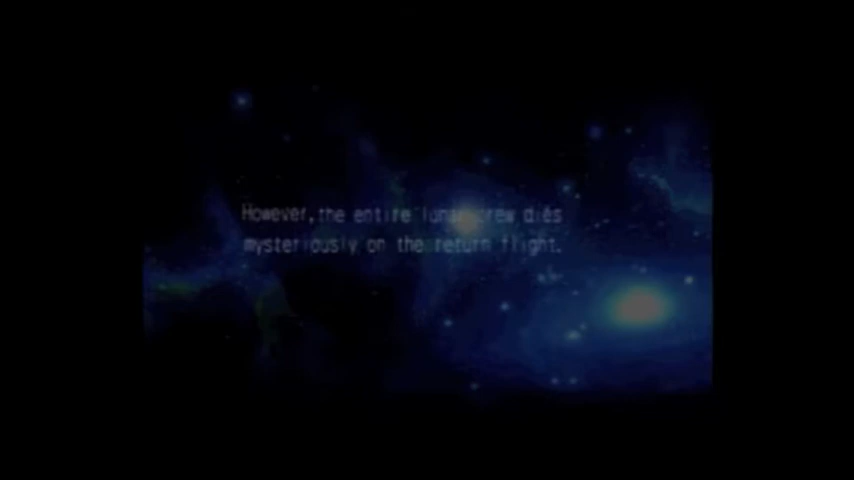 However, the entire lunar crew dies
mysteriously on the return flight.